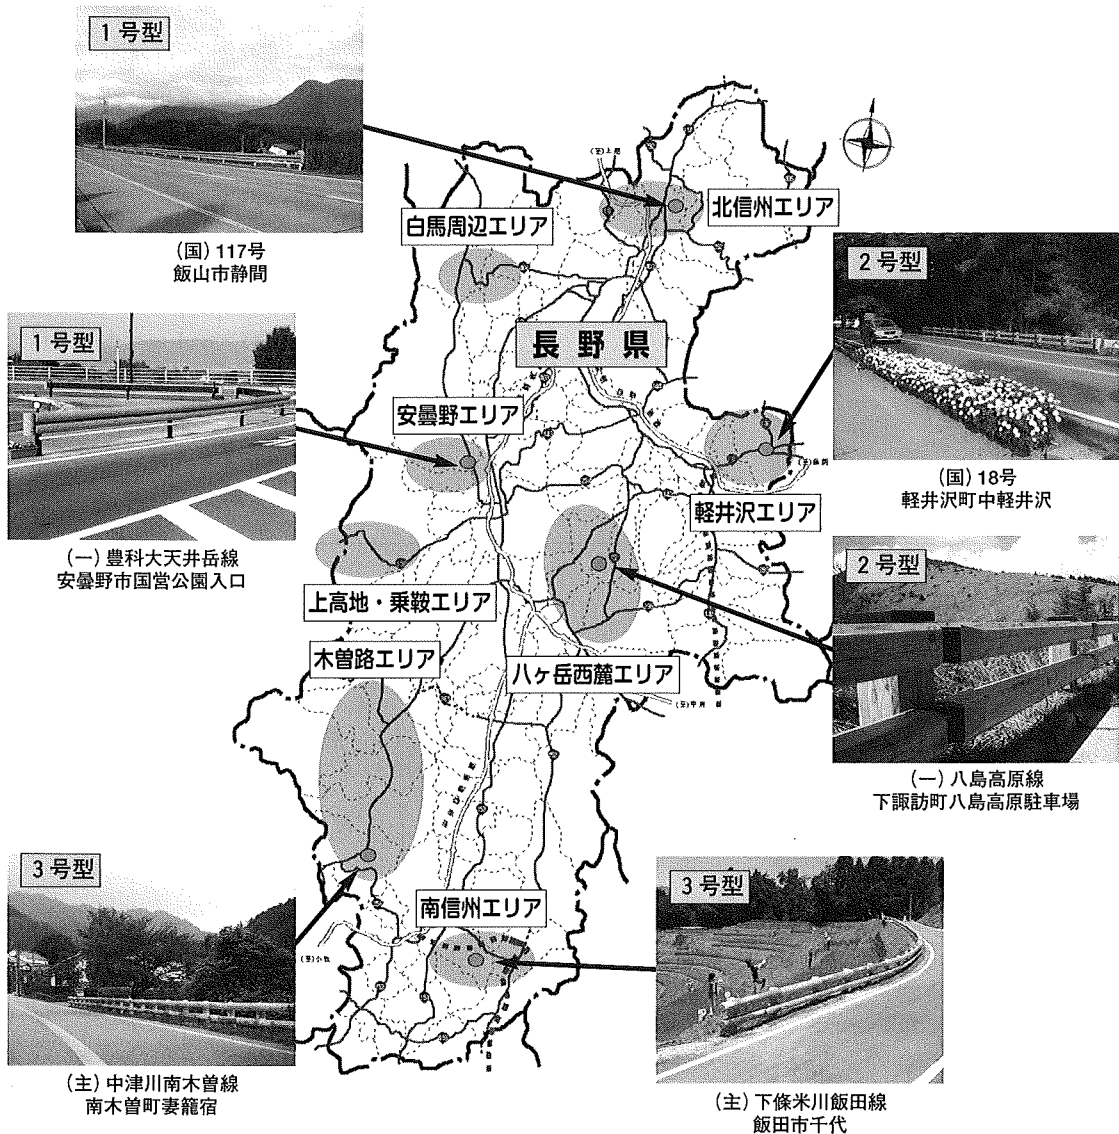 1号型
(国)117号
飯山市静間
白馬周辺エリア
北信州エリア
2号型
(国)18号
軽井沢町中軽井沢
1号型
(一)豊科大天井岳線
安曇野市国営公園入口
長野県
安曇野エリア
軽井沢エリア
上高地・乗鞍エリア
木曽路エリア
八ヶ岳西麓エリア
2号型
(一)八島高原線
下諏訪町八島高原駐車場
3号型
(主)中津川南木曽線
南木曽町妻籠宿
南信州エリア
(至)小牧
3号型
(主)下條米川飯田線
飯田市千代